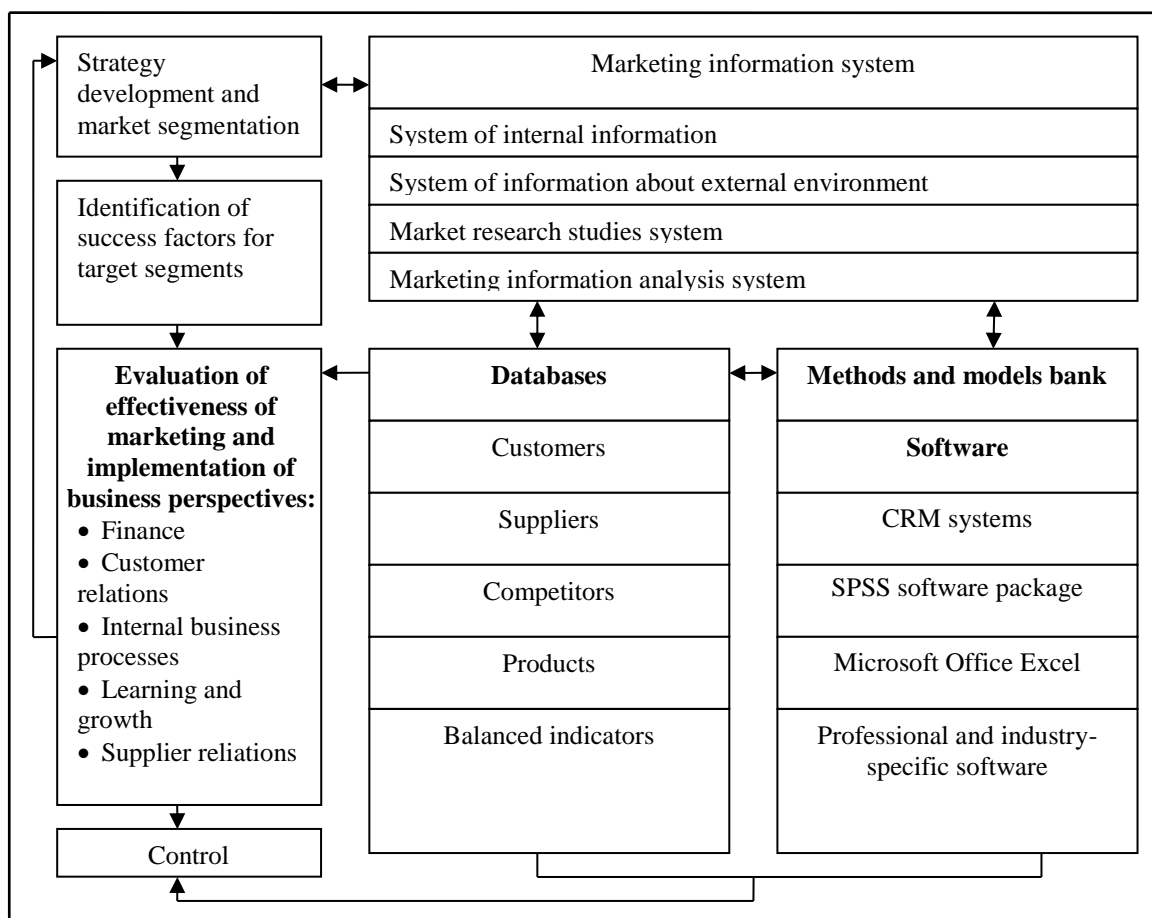 Strategy
development and
market segmentation
Identification of
success factors for
target segments
Evaluation of
effectiveness of
marketing and
implementation of
business perspectives:
• Finance
• Customer
relations
• Internal business
processes
• Learning and
growth
• Supplier reliations
Control
Marketing information system
System of internal information
System of information about external environment
Market research studies system
Marketing information analysis system
Databases
Customers
Suppliers
Competitors
Products
Balanced indicators
Methods and models bank
Software
CRM systems
SPSS software package
Microsoft Office Excel
Professional and industry-
specific software